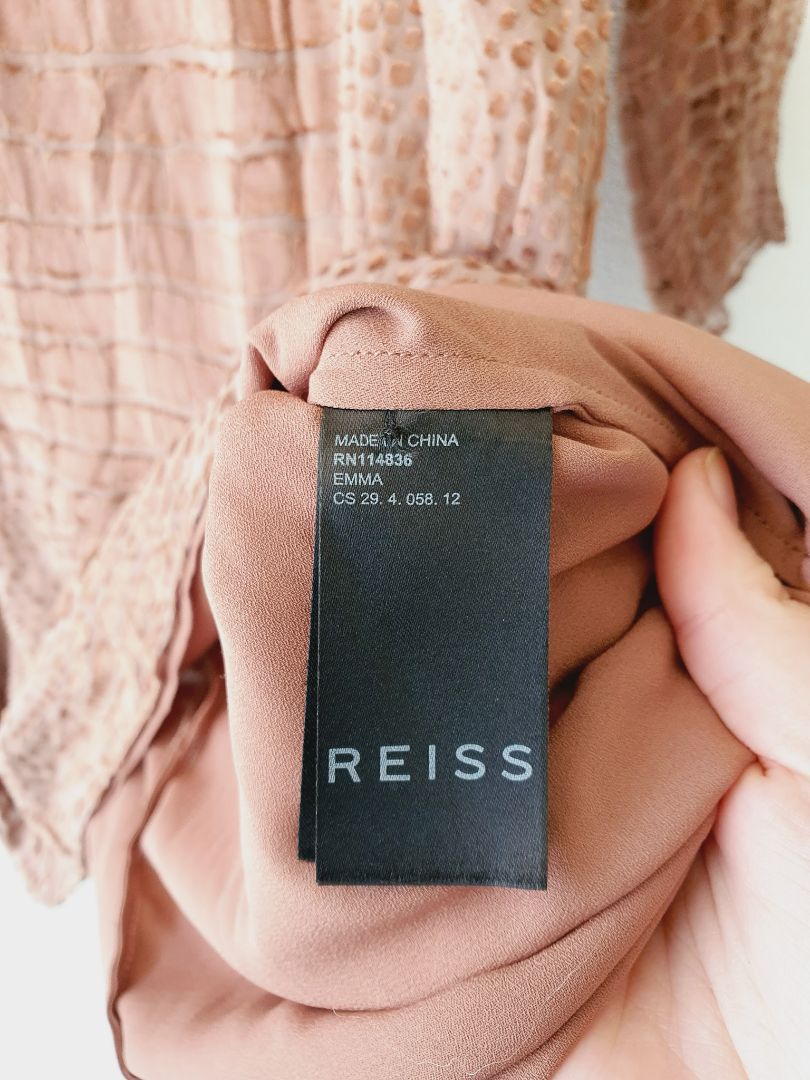 MADE IN CHINA
RN114836
EMMA
CS 29. 4. 058. 12
REISS